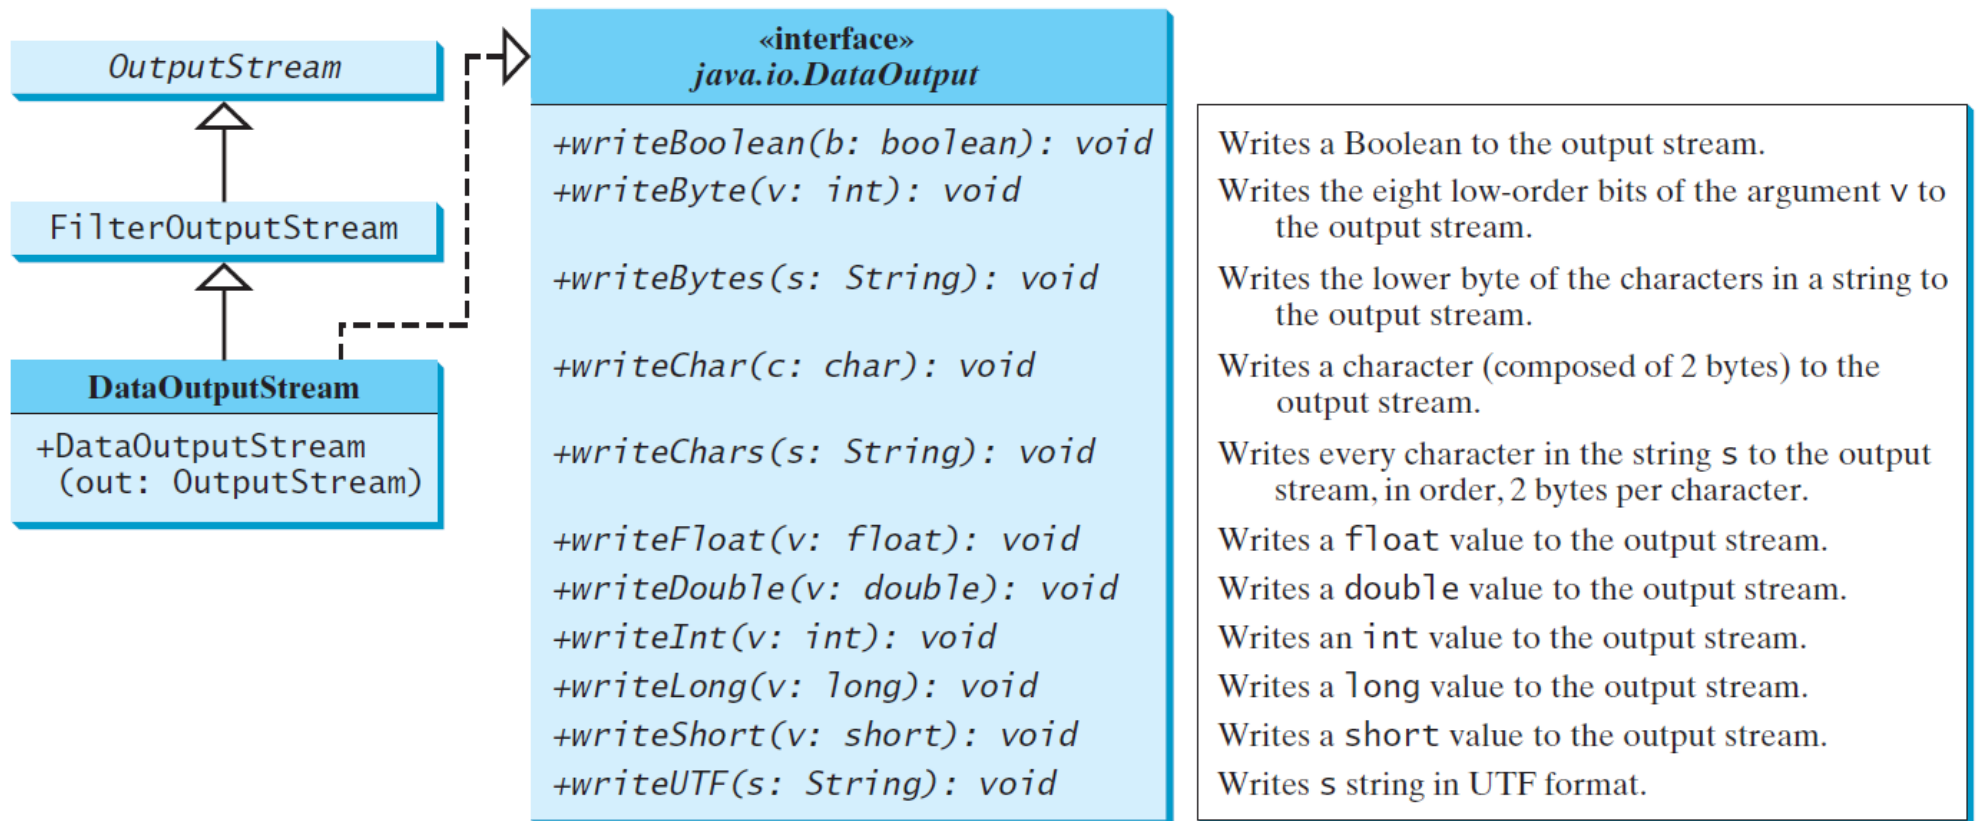 OutputStream
FilterOutputStream
DataOutputStream
+DataOutputStream
(out: OutputStream)
«interface»
java.io.DataOutput
+writeBoolean(b: boolean): void
+writeByte(v: int): void
+writeBytes(s: String): void
+writeChar(c: char): void
+writeChars(s: String): void
+writeFloat(v: float): void
+writeDouble(v: double): void
+writeInt(v: int): void
+writeLong(v: long): void
+writeShort(v: short): void
+writeUTF(s: String): void
Writes a Boolean to the output stream.
Writes the eight low-order bits of the argument v to
the output stream.
Writes the lower byte of the characters in a string to
the output stream.
Writes a character (composed of 2 bytes) to the
output stream.
Writes every character in the string s to the output
stream, in order, 2 bytes per character.
Writes a float value to the output stream.
Writes a double value to the output stream.
Writes an int value to the output stream.
Writes a long value to the output stream.
Writes a short value to the output stream.
Writes s string in UTF format.